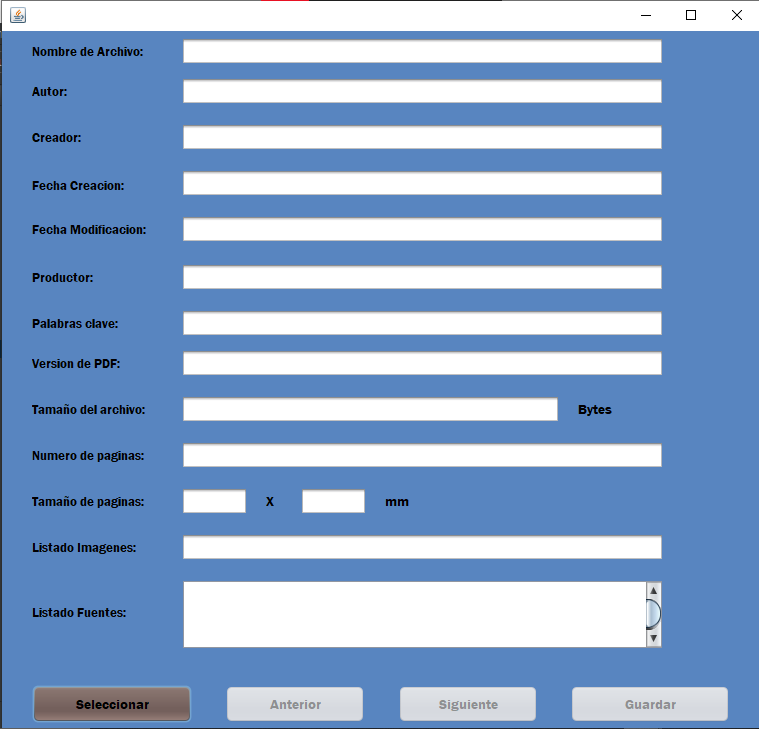 Nombre de Archivo:
Autor:
Creador:
Fecha Creacion:
Fecha Modificacion:
Productor:
Palabras clave:
Version de PDF:
Tamaño del archivo: Bytes
Numero de paginas:
Tamaño de paginas: X mm
Listado Imagenes:
Listado Fuentes:
Seleccionar Anterior Siguiente Guardar